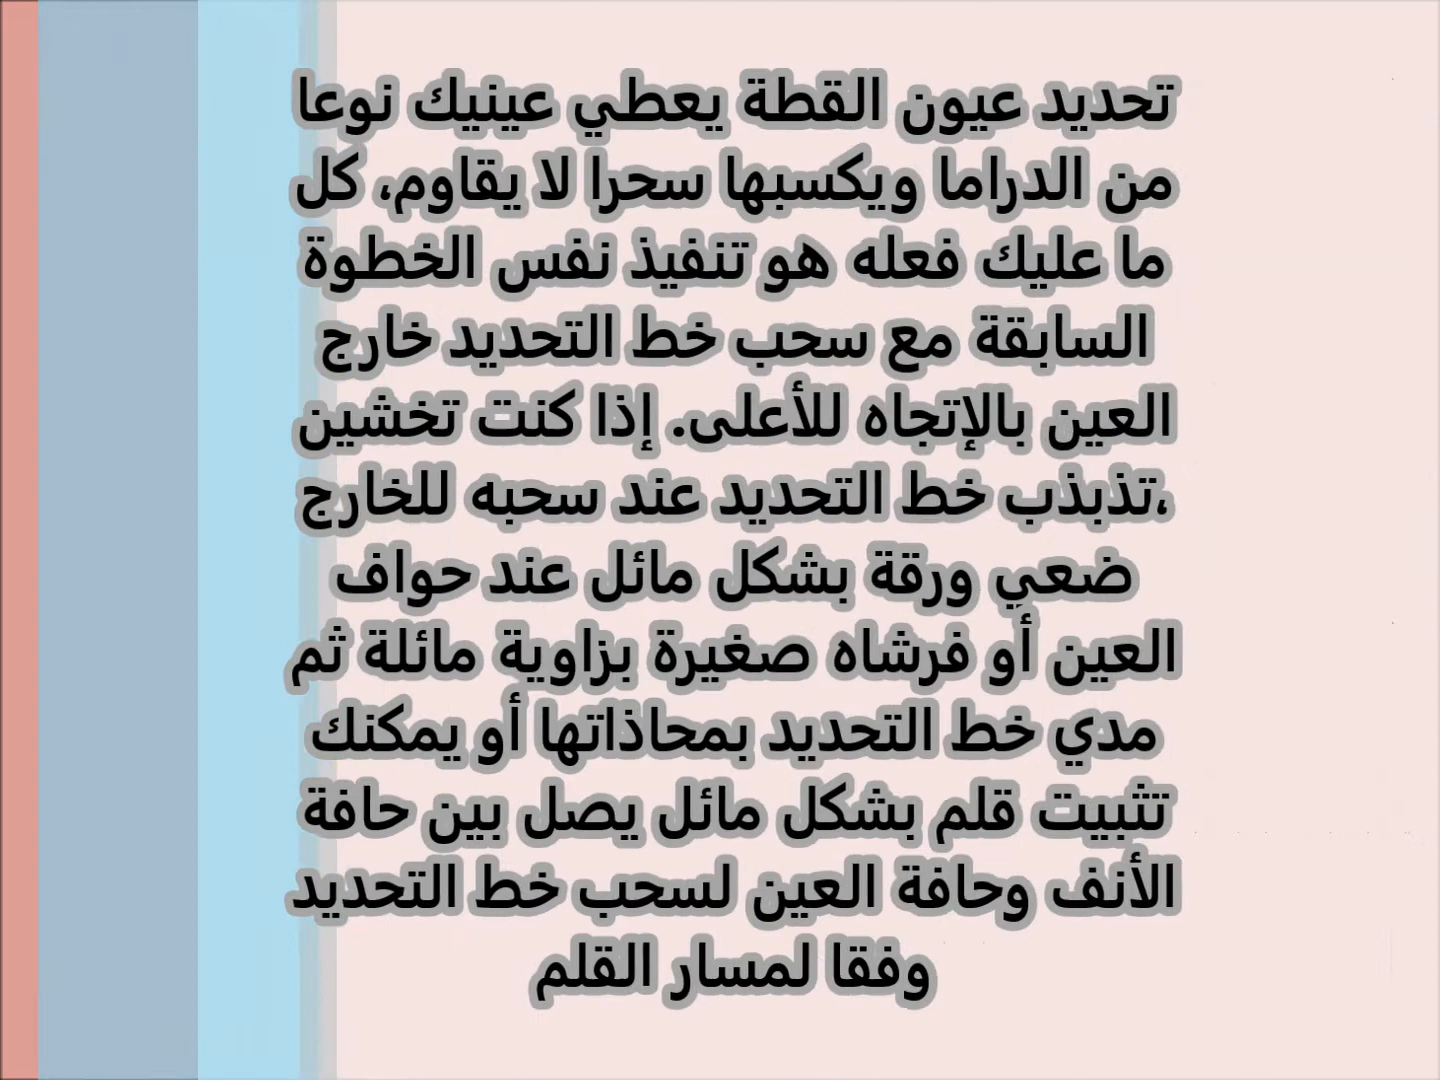 تحديد عيون القطة يعطي عينيك نوعا
من الدراما ويكسبها سحرا لا يقاوم، كل
ما عليك فعله هو تنفيذ نفس الخطوة
السابقة مع سحب خط التحديد خارج
العين بالإتجاه للأعلى. إذا كنت تخشين
،تذبذب خط التحديد عند سحبه للخارج
ضعي ورقة بشكل مائل عند حواف
العين أو فرشاه صغيرة بزاوية مائلة ثم
مدي خط التحديد بمحاذاتها أو يمكنك
تثبيت قلم بشكل مائل يصل بين حافة
الأنف وحافة العين لسحب خط التحديد
وفقا لمسار القلم